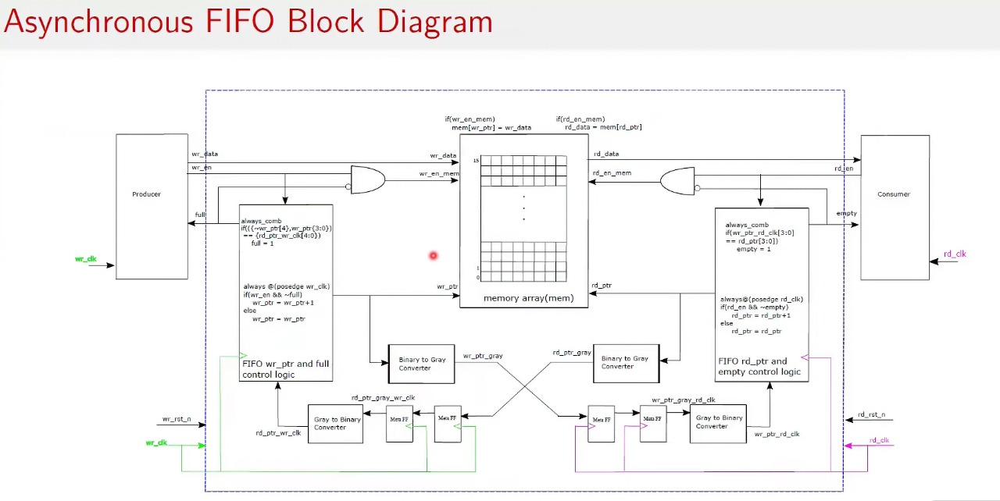 Asynchronous FIFO Block Diagram
if(wr_en_mem)
mem[wr_ptr] = wr_data
if(rd_en_mem)
rd_data = mem[rd_ptr]
Producer
wr_data
wr_en
full
wr_clk
wr_data
wr_en_mem
15
1
0
memory array(mem)
rd_data
rd_en_mem
rd_en
empty
Consumer
rd_clk
always_comb
if(({~wr_ptr[4],wr_ptr{3:0})
== {rd_ptr_wr_clk[4:0})
full = 1
always @(posedge wr_clk)
if(wr_en && ~full)
wr_ptr = wr_ptr+1
else
wr_ptr = wr_ptr
FIFO wr_ptr and full
control logic
wr_ptr
rd_ptr
always_comb
if(wr_ptr_rd_clk[3:0]
== rd_ptr[3:0])
empty = 1
always@(posedge rd_clk)
if(rd_en && ~empty)
rd_ptr = rd_ptr+1
else
rd_ptr = rd_ptr
FIFO rd_ptr and
empty control logic
Binary to Gray
Converter
wr_ptr_gray
rd_ptr_gray
Binary to Gray
Converter
rd_ptr_gray_wr_clk
Gray to Binary
Converter
Meta FF
Meta FF
rd_ptr_wr_clk
Meta FF
Meta FF
wr_ptr_gray_rd_clk
Gray to Binary
Converter
wr_ptr_rd_clk
wr_rst_n
wr_clk
rd_rst_n
rd_clk